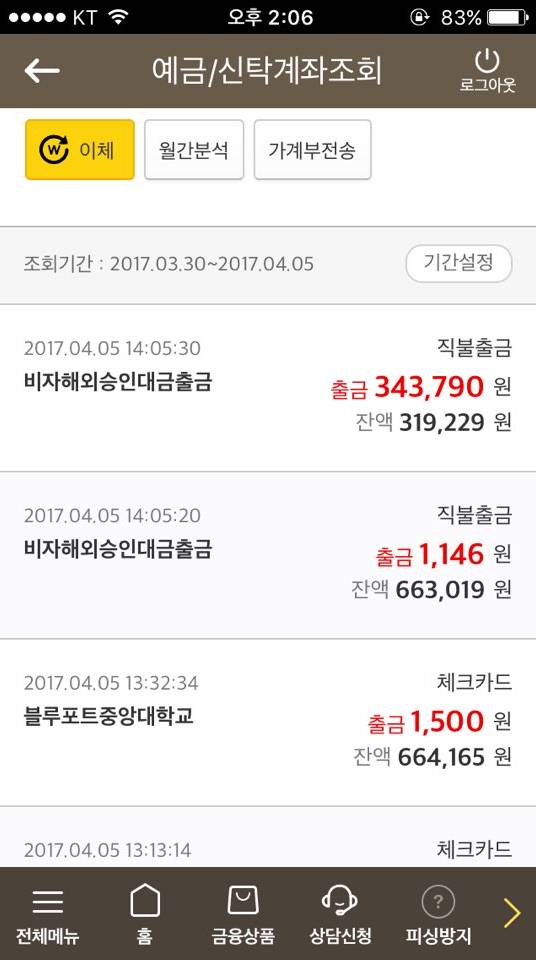 KT 오후 2:06 83%
예금/신탁계좌조회
로그아웃
W 이체 월간분석 가계부전송
조회기간 : 2017.03.30~2017.04.05 기간설정
2017.04.05 14:05:30 직불출금
비자해외승인대금출금 출금 343,790 원
잔액 319,229 원
2017.04.05 14:05:20 직불출금
비자해외승인대금출금 출금 1,146 원
잔액 663,019 원
2017.04.05 13:32:34 체크카드
블루포트중앙대학교 출금 1,500 원
잔액 664,165 원
2017.04.05 13:13:14 체크카드
전체메뉴 홈 금융상품 상담신청 ? 피싱방지